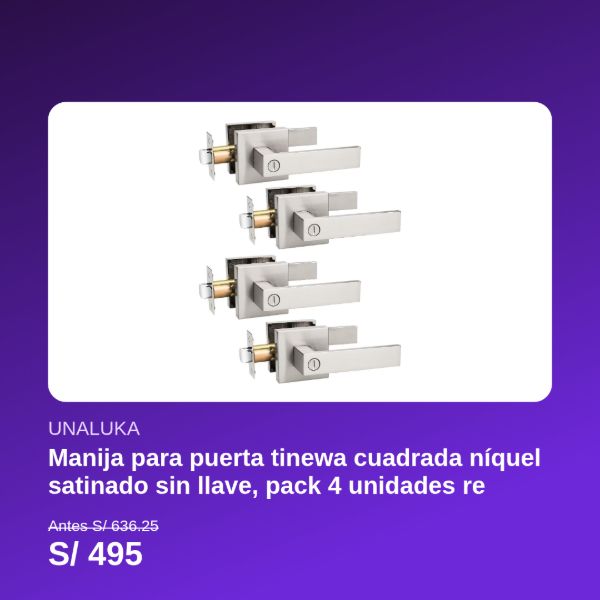 UNALUKA
Manija para puerta tinewa cuadrada níquel
satinado sin llave, pack 4 unidades re
Antes S/ 636.25
S/ 495